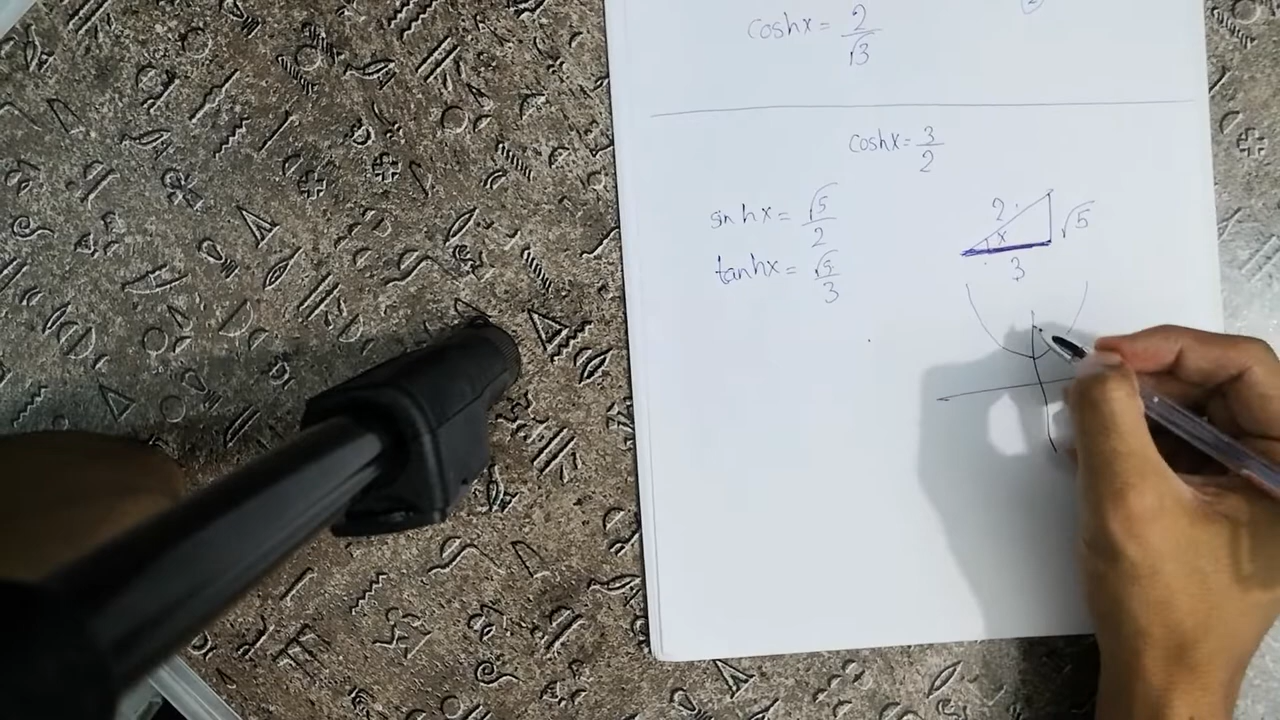 coshx = 2/√3
coshx = 3/2
sinhx = √5/2
tanhx = √5/3
2
x
√5
3